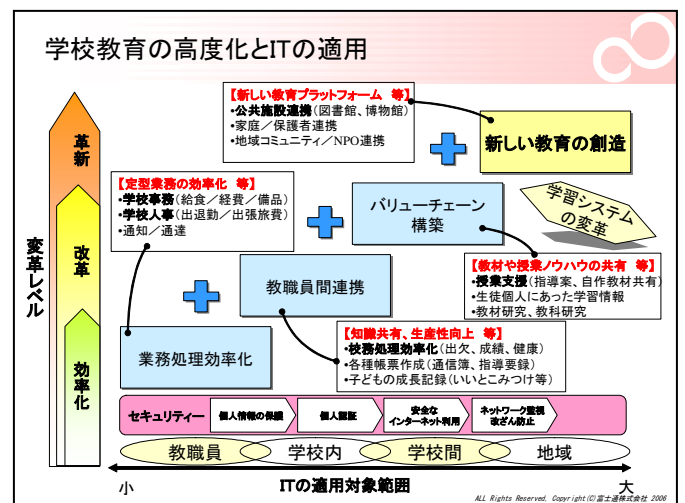 学校教育の高度化とITの適用
【新しい教育プラットフォーム 等】
•公共施設連携(図書館、博物館)
•家庭／保護者連携
•地域コミュニティ／NPO連携
新しい教育の創造
革新
【定型業務の効率化 等】
•学校事務(給食／経費／備品)
•学校人事(出退勤／出張旅費)
•通知／通達
バリューチェーン
構築
学習システム
の変革
変革レベル
改革
【教材や授業ノウハウの共有 等】
•授業支援(指導案、自作教材共有)
•生徒個人にあった学習情報
•教材研究、教科研究
教職員間連携
【知識共有、生産性向上 等】
•校務処理効率化(出欠、成績、健康)
•各種帳票作成(通信簿、指導要録)
•子どもの成長記録(いいとこみつけ等)
業務処理効率化
効率化
セキュリティー
個人情報の保護
個人認証
安全な
インターネット利用
ネットワーク監視
改ざん防止
教職員
学校内
学校間
地域
小
ITの適用対象範囲
大
ALL Rights Reserved, Copyright(C)富士通株式会社 2006